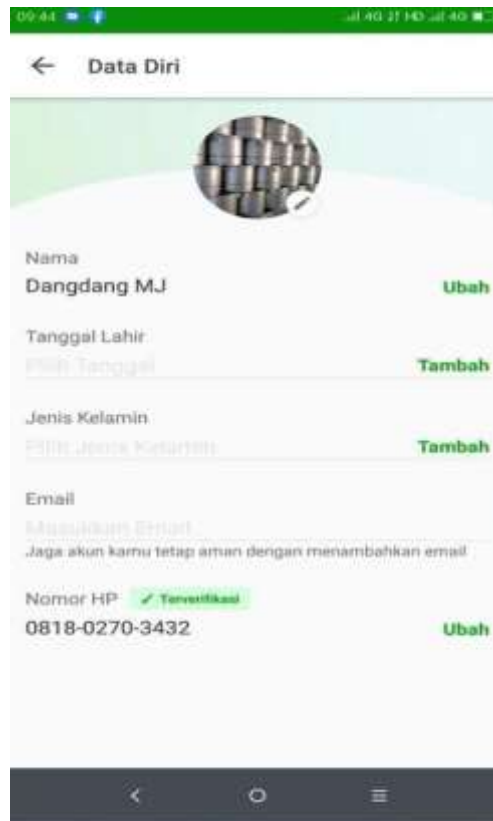 09:44
Data Diri
Nama
Dangdang MJ
Ubah
Tanggal Lahir
Pilih Tanggal
Tambah
Jenis Kelamin
Pilih Jenis Kelamin
Tambah
Email
Masukkan Email
Jaga akun kamu tetap aman dengan menambahkan email
Nomor HP ✓ Terverifikasi
0818-0270-3432
Ubah